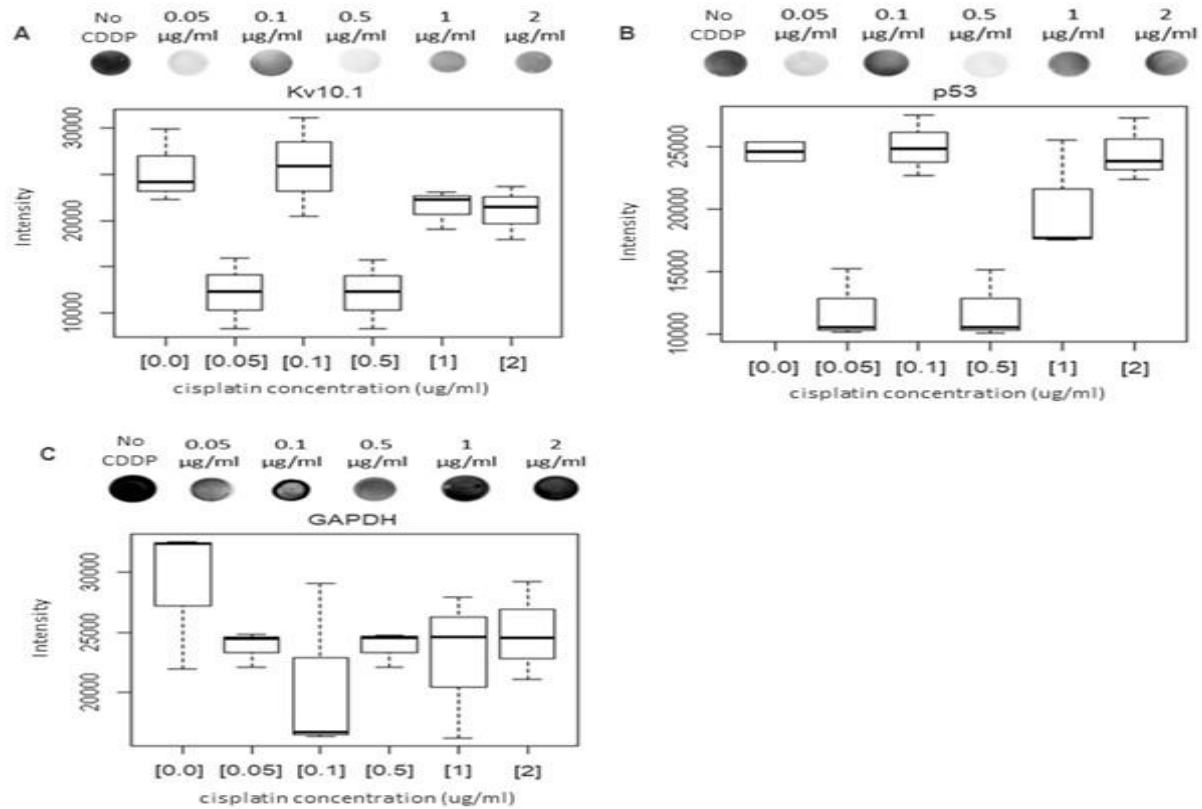 A
No 0.05 0.1 0.5 1 2
CDDP µg/ml µg/ml µg/ml µg/ml µg/ml
Kv10.1
Intensity
30000
20000
10000
[0.0] [0.05] [0.1] [0.5] [1] [2]
cisplatin concentration (ug/ml)
B
No 0.05 0.1 0.5 1 2
CDDP µg/ml µg/ml µg/ml µg/ml µg/ml
p53
Intensity
25000
20000
15000
10000
[0.0] [0.05] [0.1] [0.5] [1] [2]
cisplatin concentration (ug/ml)
C
No 0.05 0.1 0.5 1 2
CDDP µg/ml µg/ml µg/ml µg/ml µg/ml
GAPDH
Intensity
30000
25000
20000
[0.0] [0.05] [0.1] [0.5] [1] [2]
cisplatin concentration (ug/ml)